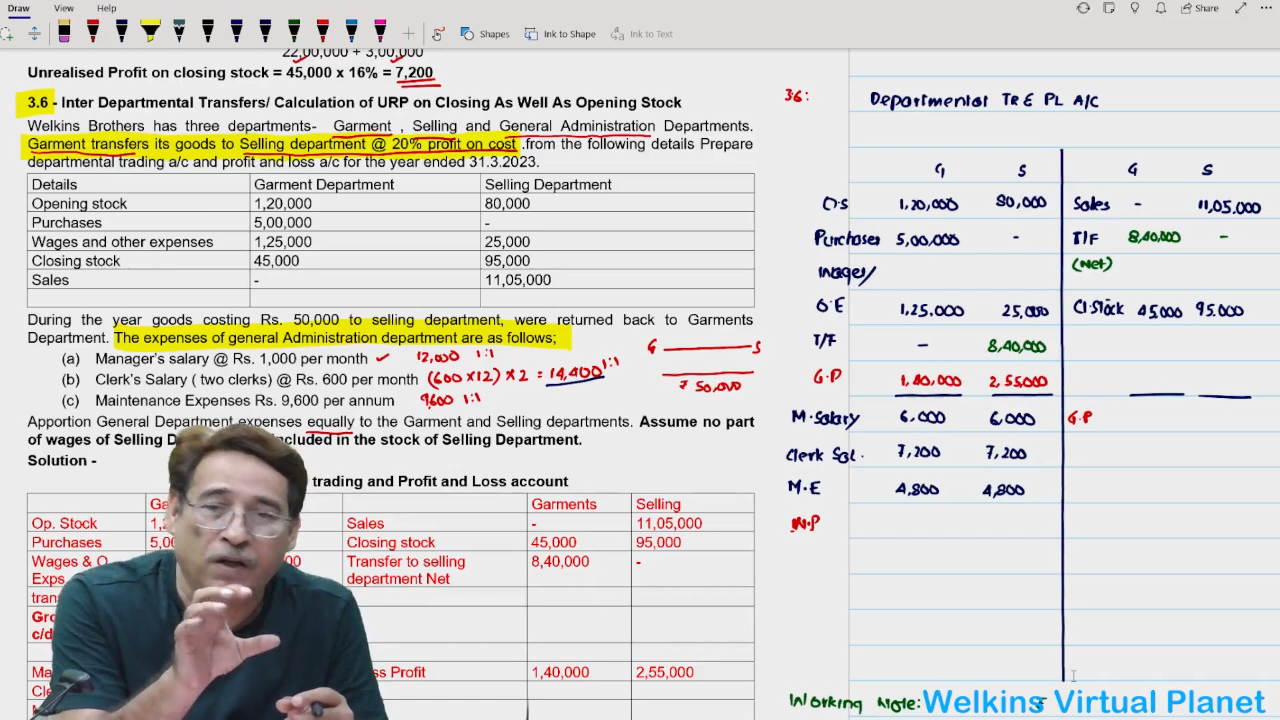 View Help
Share
Shapes Ink to Shape Ink to Text
22,00,000 + 3,00,000
Unrealised Profit on closing stock = 45,000 x 16% = 7,200
3.6 - Inter Departmental Transfers/ Calculation of URP on Closing As Well As Opening Stock
Welkins Brothers has three departments- Garment , Selling and General Administration Departments.
Garment transfers its goods to Selling department @ 20% profit on cost .from the following details Prepare
departmental trading a/c and profit and loss a/c for the year ended 31.3.2023.
Details Garment Department Selling Department
Opening stock 1,20,000 80,000
Purchases 5,00,000 -
Wages and other expenses 1,25,000 25,000
Closing stock 45,000 95,000
Sales - 11,05,000
During the year goods costing Rs. 50,000 to selling department, were returned back to Garments
Department. The expenses of general Administration department are as follows;
(a) Manager's salary @ Rs. 1,000 per month 12,000 1:1
(b) Clerk's Salary ( two clerks) @ Rs. 600 per month (600×12)×2 = 14,400 1:1
(c) Maintenance Expenses Rs. 9,600 per annum 9,600 1:1
G S
₹ 50,000
Apportion General Department expenses equally to the Garment and Selling departments. Assume no part
of wages of Selling included in the stock of Selling Department.
Solution -
trading and Profit and Loss account
Garments Selling
Op. Stock Sales - 11,05,000
Purchases Closing stock 45,000 95,000
Wages & O Transfer to selling 8,40,000 -
Exps department Net
Profit 1,40,000 2,55,000
3.6:
Departmental TR & PL A/C
G S G S
O.S 1,20,000 80,000 Sales - 11,05,000
Purchases 5,00,000 - T/F 8,40,000 -
Wages/ (Net)
O.E 1,25,000 25,000 Cl.Stock 45,000 95,000
T/F - 8,40,000
G.P 1,40,000 2,55,000
M.Salary 6,000 6,000 G.P
Clerk Sal. 7,200 7,200
M.E 4,800 4,800
N.P
Working Note:
Welkins Virtual Planet